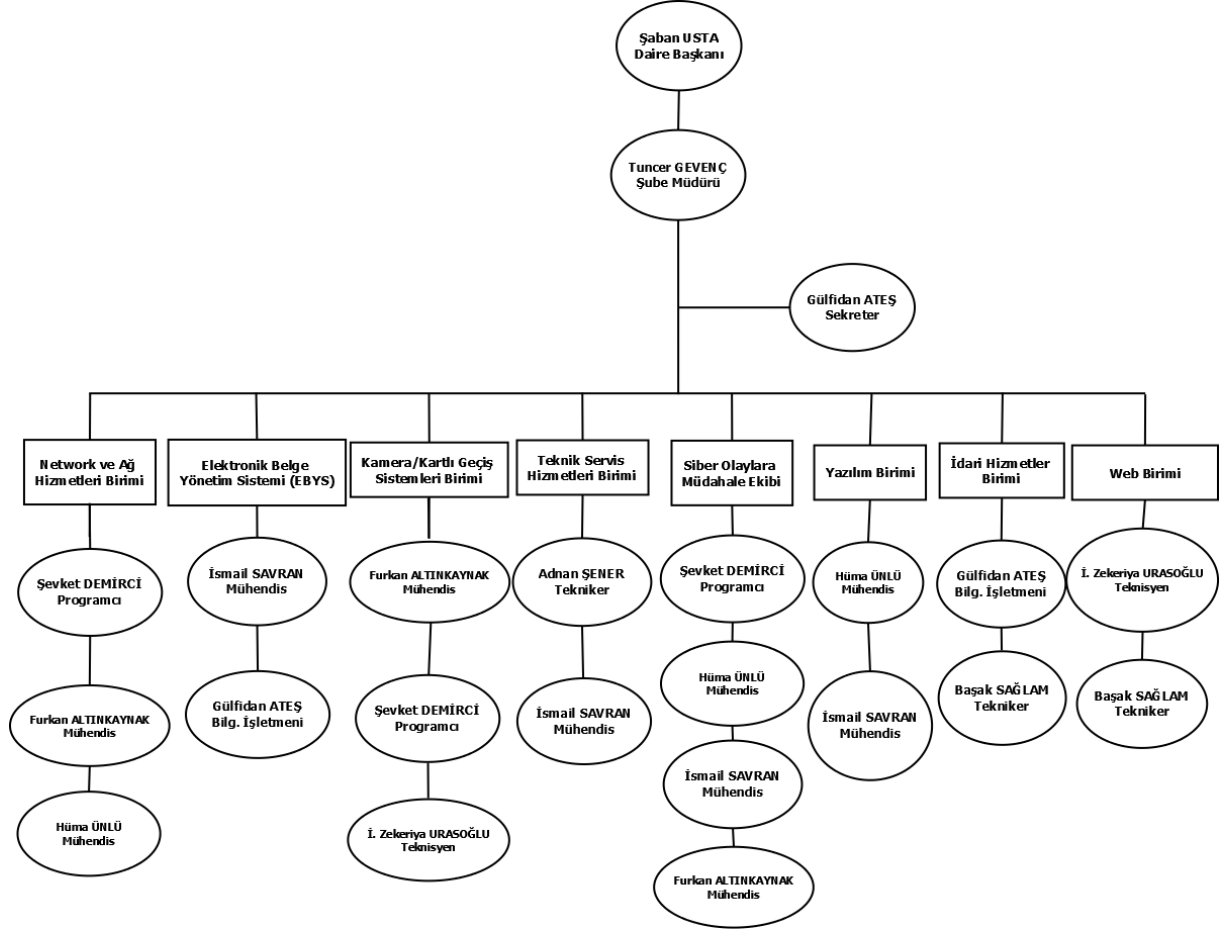 Şaban USTA
Daire Başkanı
Tuncer GEVENÇ
Şube Müdürü
Gülfidan ATEŞ
Sekreter
Network ve Ağ
Hizmetleri Birimi
Şevket DEMİRCİ
Programcı
Furkan ALTINKAYNAK
Mühendis
Hüma ÜNLÜ
Mühendis
Elektronik Belge
Yönetim Sistemi (EBYS)
İsmail SAVRAN
Mühendis
Gülfidan ATEŞ
Bilg. İşletmeni
Kamera/Kartlı Geçiş
Sistemleri Birimi
Furkan ALTINKAYNAK
Mühendis
Şevket DEMİRCİ
Programcı
İ. Zekeriya URASOĞLU
Teknisyen
Teknik Servis
Hizmetleri Birimi
Adnan ŞENER
Tekniker
İsmail SAVRAN
Mühendis
Siber Olaylara
Müdahale Ekibi
Şevket DEMİRCİ
Programcı
Hüma ÜNLÜ
Mühendis
İsmail SAVRAN
Mühendis
Furkan ALTINKAYNAK
Mühendis
Yazılım Birimi
Hüma ÜNLÜ
Mühendis
İsmail SAVRAN
Mühendis
İdari Hizmetler
Birimi
Gülfidan ATEŞ
Bilg. İşletmeni
Başak SAĞLAM
Tekniker
Web Birimi
İ. Zekeriya URASOĞLU
Teknisyen
Başak SAĞLAM
Tekniker